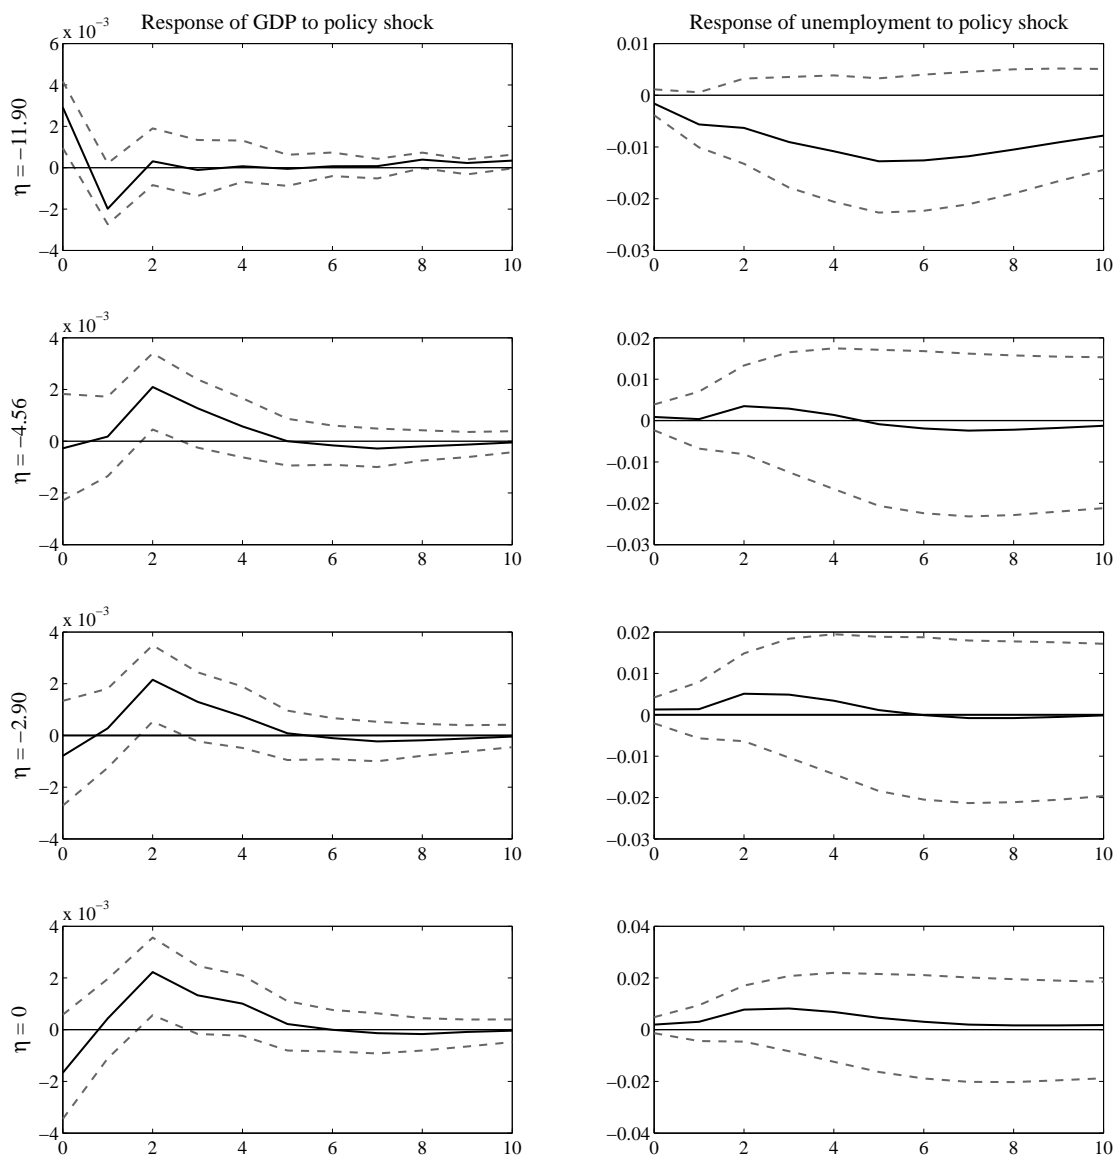 Response of GDP to policy shock
x 10⁻³
6
4
2
0
−2
−4
0 2 4 6 8 10
η = −11.90
Response of unemployment to policy shock
0.01
0
−0.01
−0.02
−0.03
0 2 4 6 8 10
x 10⁻³
4
2
0
−2
−4
0 2 4 6 8 10
η = −4.56
0.02
0.01
0
−0.01
−0.02
−0.03
0 2 4 6 8 10
x 10⁻³
4
2
0
−2
−4
0 2 4 6 8 10
η = −2.90
0.02
0.01
0
−0.01
−0.02
−0.03
0 2 4 6 8 10
x 10⁻³
4
2
0
−2
−4
0 2 4 6 8 10
η = 0
0.04
0.02
0
−0.02
−0.04
0 2 4 6 8 10